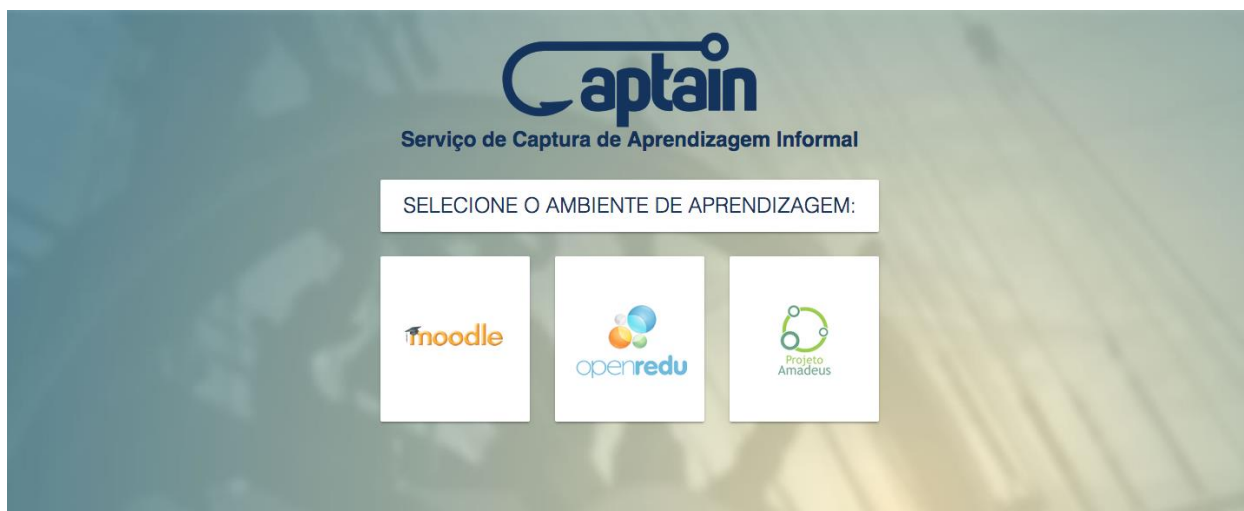 Captain
Serviço de Captura de Aprendizagem Informal
SELECIONE O AMBIENTE DE APRENDIZAGEM:
moodle
openredu
Projeto
Amadeus